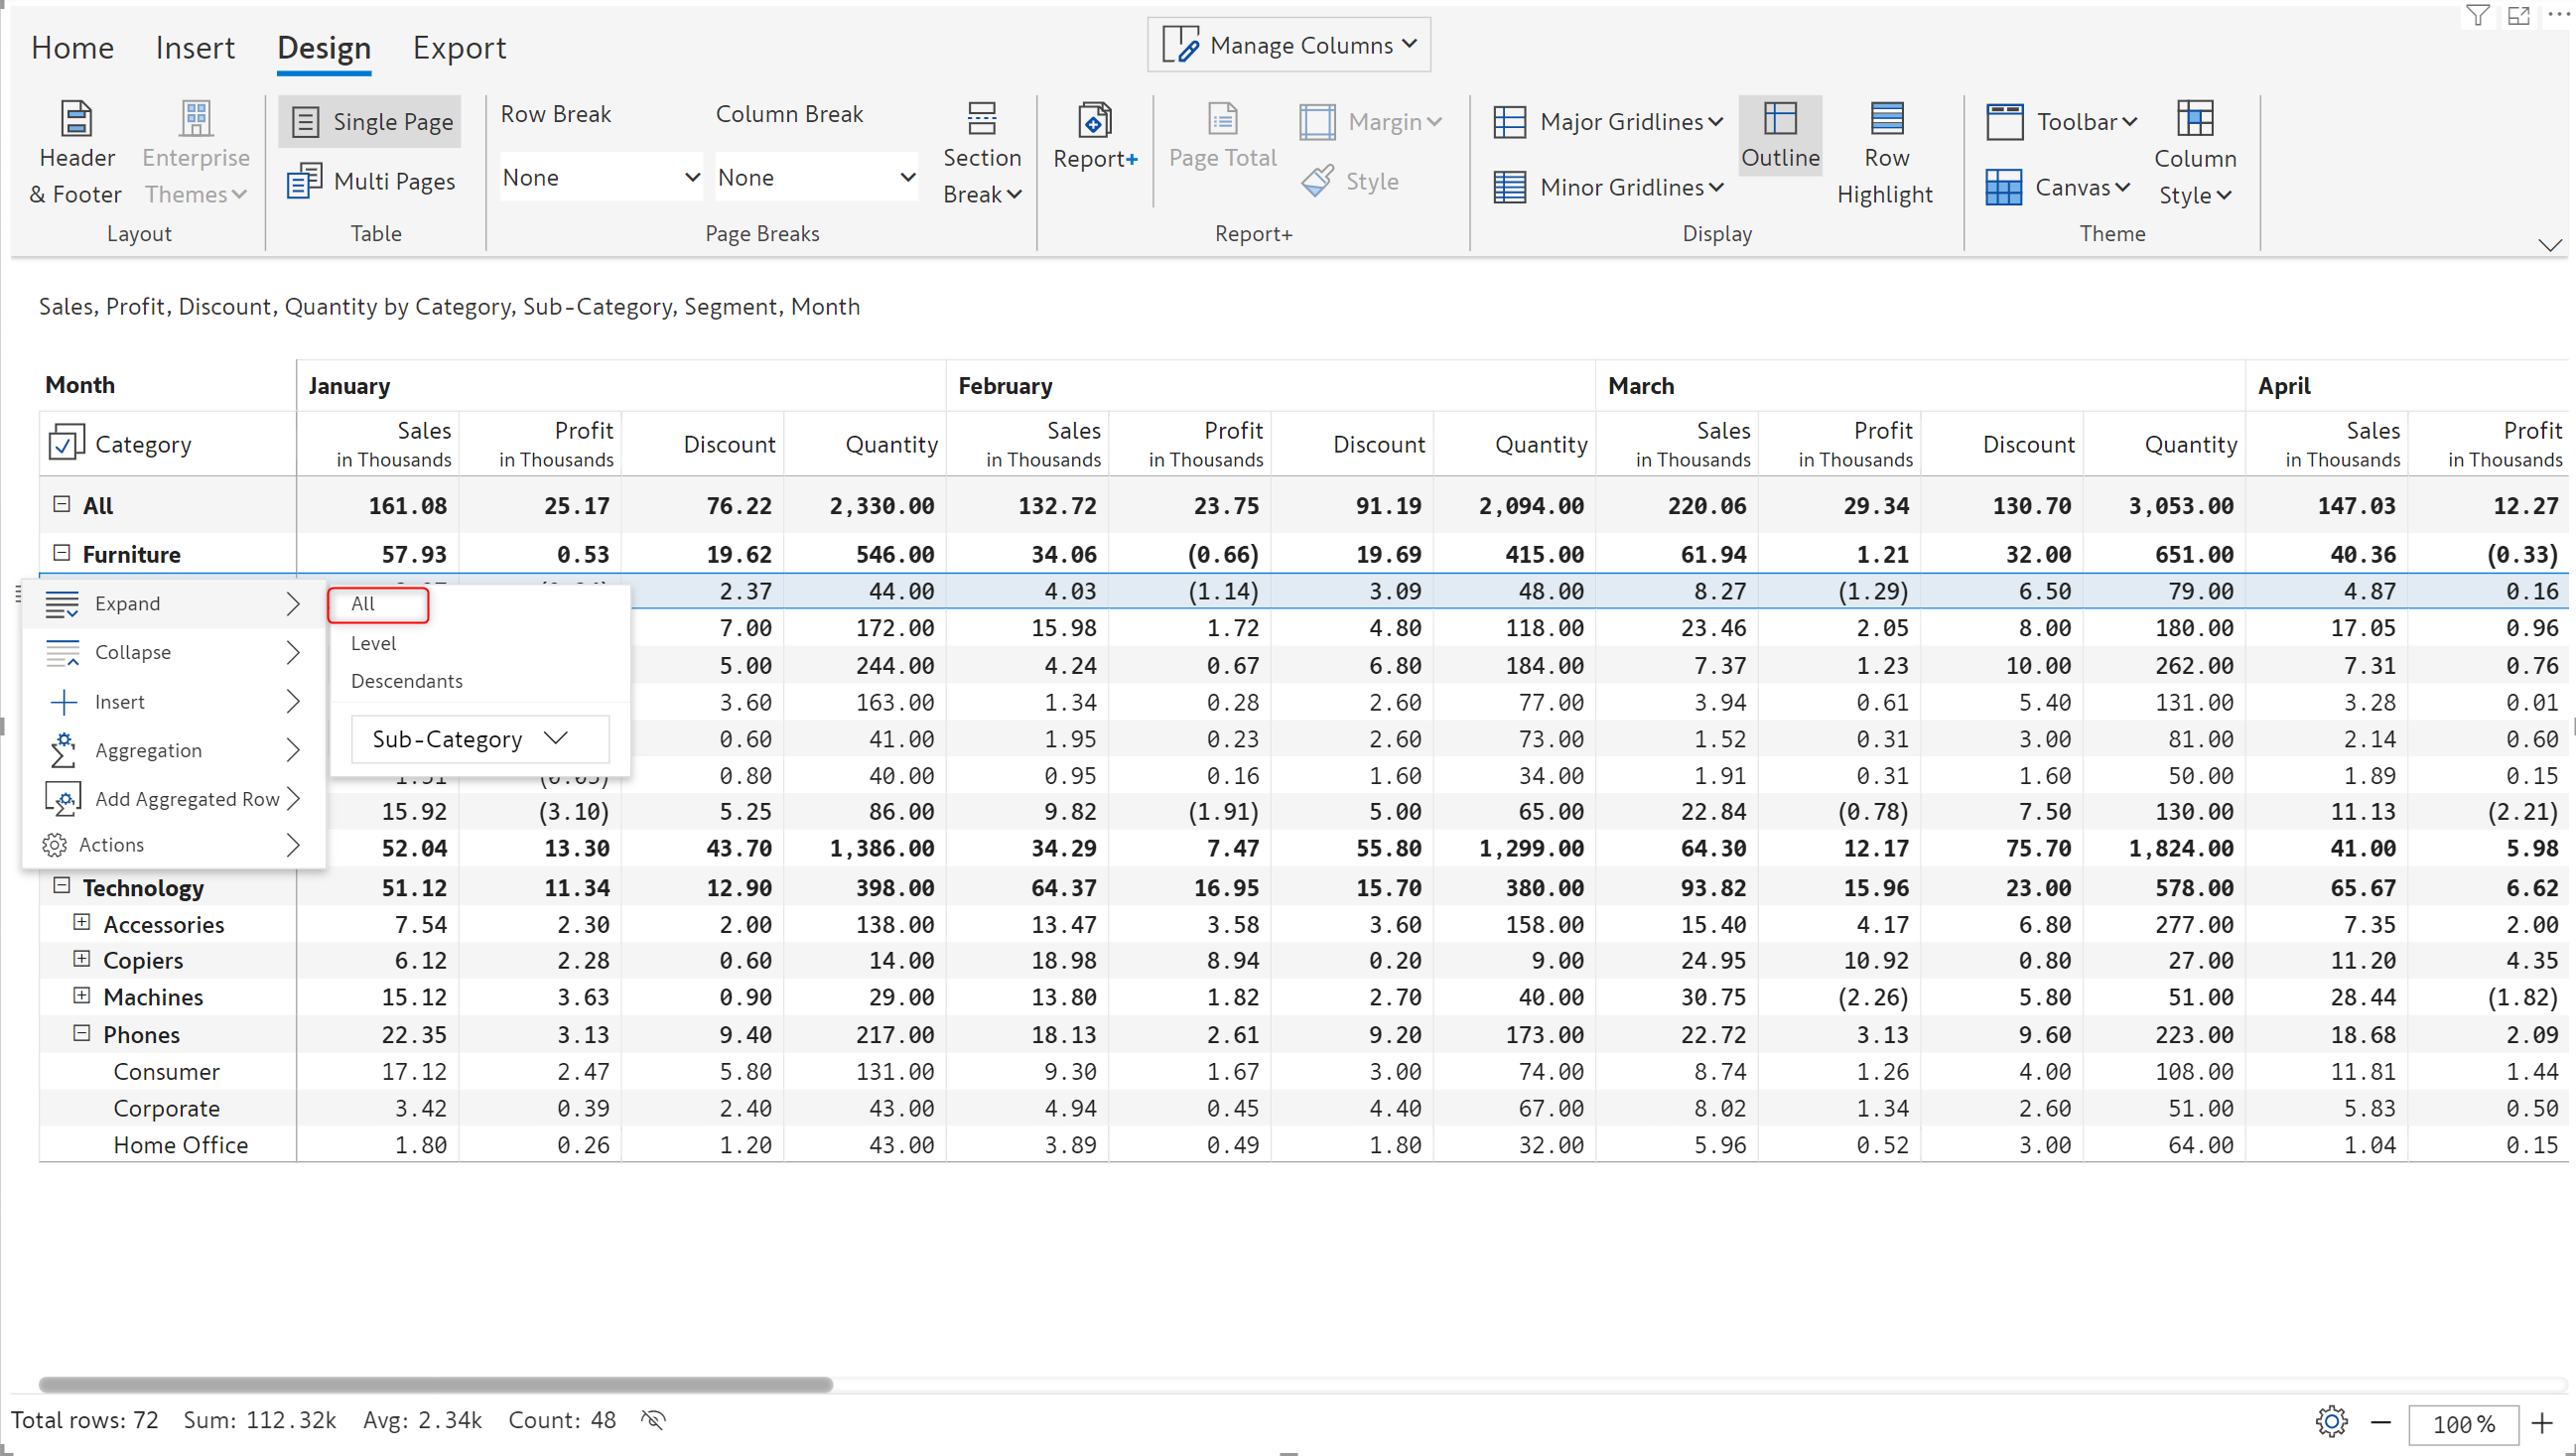 Home Insert Design Export Manage Columns
Header & Footer Enterprise Themes Layout
Single Page Multi Pages Table
Row Break None Column Break None Section Break Page Breaks
Report+ Page Total Margin Style Report+
Major Gridlines Minor Gridlines Outline Row Highlight Display
Toolbar Canvas Column Style Theme
Sales, Profit, Discount, Quantity by Category, Sub-Category, Segment, Month
Month January February March April
Category Sales in Thousands Profit in Thousands Discount Quantity Sales in Thousands Profit in Thousands Discount Quantity Sales in Thousands Profit in Thousands Discount Quantity Sales in Thousands Profit in Thousands
All 161.08 25.17 76.22 2,330.00 132.72 23.75 91.19 2,094.00 220.06 29.34 130.70 3,053.00 147.03 12.27
Furniture 57.93 0.53 19.62 546.00 34.06 (0.66) 19.69 415.00 61.94 1.21 32.00 651.00 40.36 (0.33)
Expand All 2.37 44.00 4.03 (1.14) 3.09 48.00 8.27 (1.29) 6.50 79.00 4.87 0.16
Level 7.00 172.00 15.98 1.72 4.80 118.00 23.46 2.05 8.00 180.00 17.05 0.96
Collapse Descendants 5.00 244.00 4.24 0.67 6.80 184.00 7.37 1.23 10.00 262.00 7.31 0.76
Insert 3.60 163.00 1.34 0.28 2.60 77.00 3.94 0.61 5.40 131.00 3.28 0.01
Aggregation Sub-Category 0.60 41.00 1.95 0.23 2.60 73.00 1.52 0.31 3.00 81.00 2.14 0.60
0.80 40.00 0.95 0.16 1.60 34.00 1.91 0.31 1.60 50.00 1.89 0.15
Add Aggregated Row 15.92 (3.10) 5.25 86.00 9.82 (1.91) 5.00 65.00 22.84 (0.78) 7.50 130.00 11.13 (2.21)
Actions 52.04 13.30 43.70 1,386.00 34.29 7.47 55.80 1,299.00 64.30 12.17 75.70 1,824.00 41.00 5.98
Technology 51.12 11.34 12.90 398.00 64.37 16.95 15.70 380.00 93.82 15.96 23.00 578.00 65.67 6.62
Accessories 7.54 2.30 2.00 138.00 13.47 3.58 3.60 158.00 15.40 4.17 6.80 277.00 7.35 2.00
Copiers 6.12 2.28 0.60 14.00 18.98 8.94 0.20 9.00 24.95 10.92 0.80 27.00 11.20 4.35
Machines 15.12 3.63 0.90 29.00 13.80 1.82 2.70 40.00 30.75 (2.26) 5.80 51.00 28.44 (1.82)
Phones 22.35 3.13 9.40 217.00 18.13 2.61 9.20 173.00 22.72 3.13 9.60 223.00 18.68 2.09
Consumer 17.12 2.47 5.80 131.00 9.30 1.67 3.00 74.00 8.74 1.26 4.00 108.00 11.81 1.44
Corporate 3.42 0.39 2.40 43.00 4.94 0.45 4.40 67.00 8.02 1.34 2.60 51.00 5.83 0.50
Home Office 1.80 0.26 1.20 43.00 3.89 0.49 1.80 32.00 5.96 0.52 3.00 64.00 1.04 0.15
Total rows: 72 Sum: 112.32k Avg: 2.34k Count: 48 100%